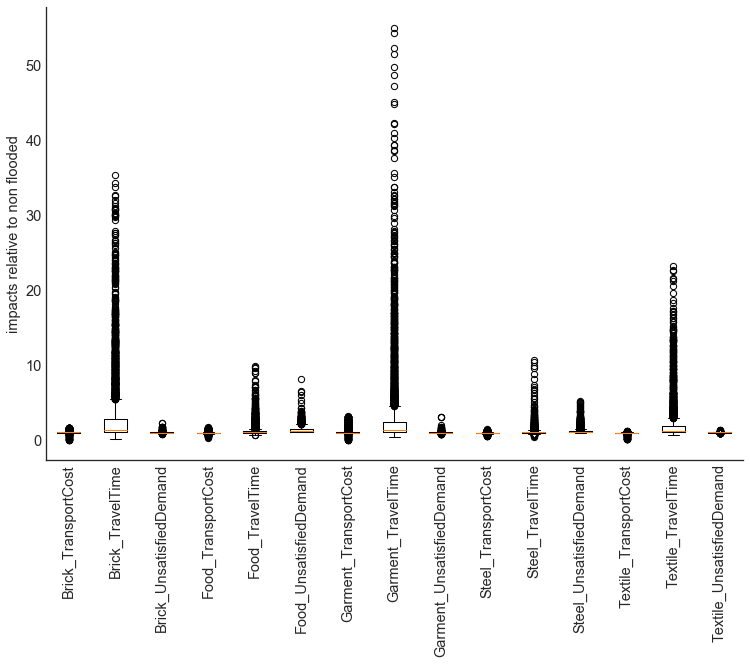 impacts relative to non flooded
50
40
30
20
10
0
Brick_TransportCost
Brick_TravelTime
Brick_UnsatisfiedDemand
Food_TransportCost
Food_TravelTime
Food_UnsatisfiedDemand
Garment_TransportCost
Garment_TravelTime
Garment_UnsatisfiedDemand
Steel_TransportCost
Steel_TravelTime
Steel_UnsatisfiedDemand
Textile_TransportCost
Textile_TravelTime
Textile_UnsatisfiedDemand